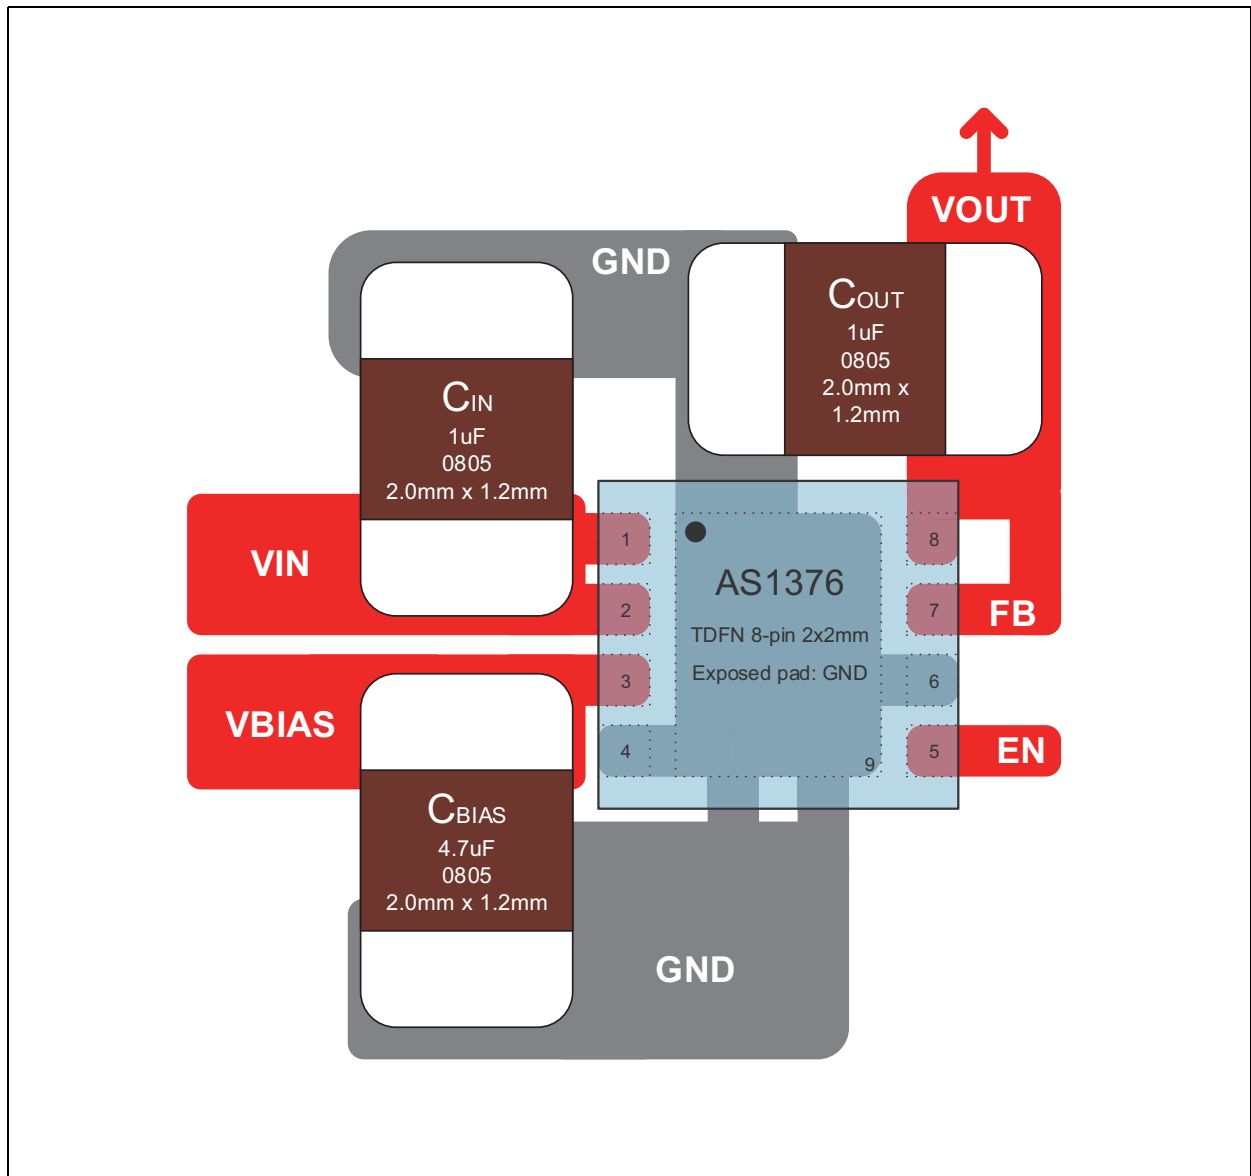 VOUT
GND
COUT
1uF
0805
2.0mm x
1.2mm
CIN
1uF
0805
2.0mm x 1.2mm
VIN
1
2
3
4
AS1376
TDFN 8-pin 2x2mm
Exposed pad: GND
9
8
7
6
5
FB
EN
VBIAS
CBIAS
4.7uF
0805
2.0mm x 1.2mm
GND